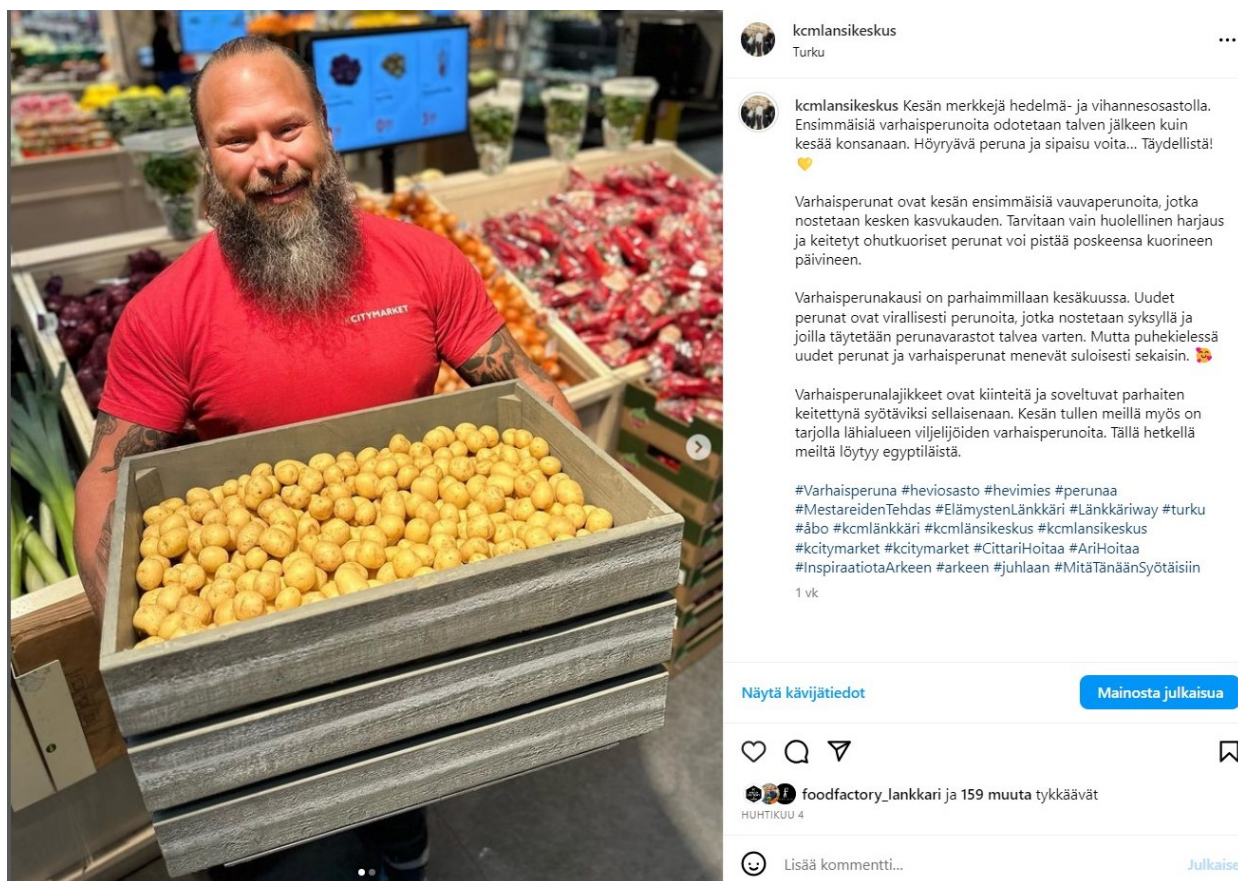 CITYMARKET
kcmlansikeskus
Turku
kcmlansikeskus Kesän merkkejä hedelmä- ja vihannesosastolla.
Ensimmäisiä varhaisperunoita odotetaan talven jälkeen kuin
kesää konsanaan. Höyryävä peruna ja sipaisu voita... Täydellistä!
💛
Varhaisperunat ovat kesän ensimmäisiä vauvaperunoita, jotka
nostetaan kesken kasvukauden. Tarvitaan vain huolellinen harjaus
ja keitetyt ohutkuoriset perunat voi pistää poskeensa kuorineen
päivineen.
Varhaisperunakausi on parhaimmillaan kesäkuussa. Uudet
perunat ovat virallisesti perunoita, jotka nostetaan syksyllä ja
joilla täytetään perunavarastot talvea varten. Mutta puhekielessä
uudet perunat ja varhaisperunat menevät suloisesti sekaisin. 🥰
Varhaisperunalajikkeet ovat kiinteitä ja soveltuvat parhaiten
keitettynä syötäviksi sellaisenaan. Kesän tullen meillä myös on
tarjolla lähialueen viljelijöiden varhaisperunoita. Tällä hetkellä
meiltä löytyy egyptiläistä.
#Varhaisperuna #heviosasto #hevimies #perunaa
#MestareidenTehdas #ElämystenLänkkäri #Länkkäriway #turku
#åbo #kcmlänkkäri #kcmlänsikeskus #kcmlansikeskus
#kcitymarket #kcitymarket #CittariHoitaa #AriHoitaa
#InspiraatiotaArkeen #arkeen #juhlaan #MitäTänäänSyötäisiin
1 vk
Näytä kävijätiedot
Mainosta julkaisua
foodfactory_lankkari ja 159 muuta tykkäävät
HUHTIKUU 4
Lisää kommentti...
Julkaise